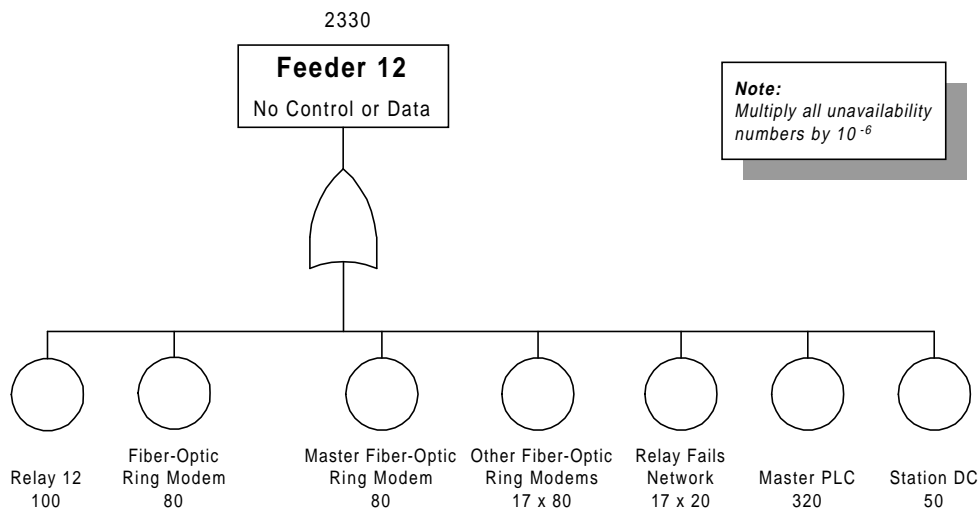 2330
Feeder 12
No Control or Data
Note:
Multiply all unavailability
numbers by 10⁻⁶
Relay 12
100
Fiber-Optic
Ring Modem
80
Master Fiber-Optic
Ring Modem
80
Other Fiber-Optic
Ring Modems
17 x 80
Relay Fails
Network
17 x 20
Master PLC
320
Station DC
50